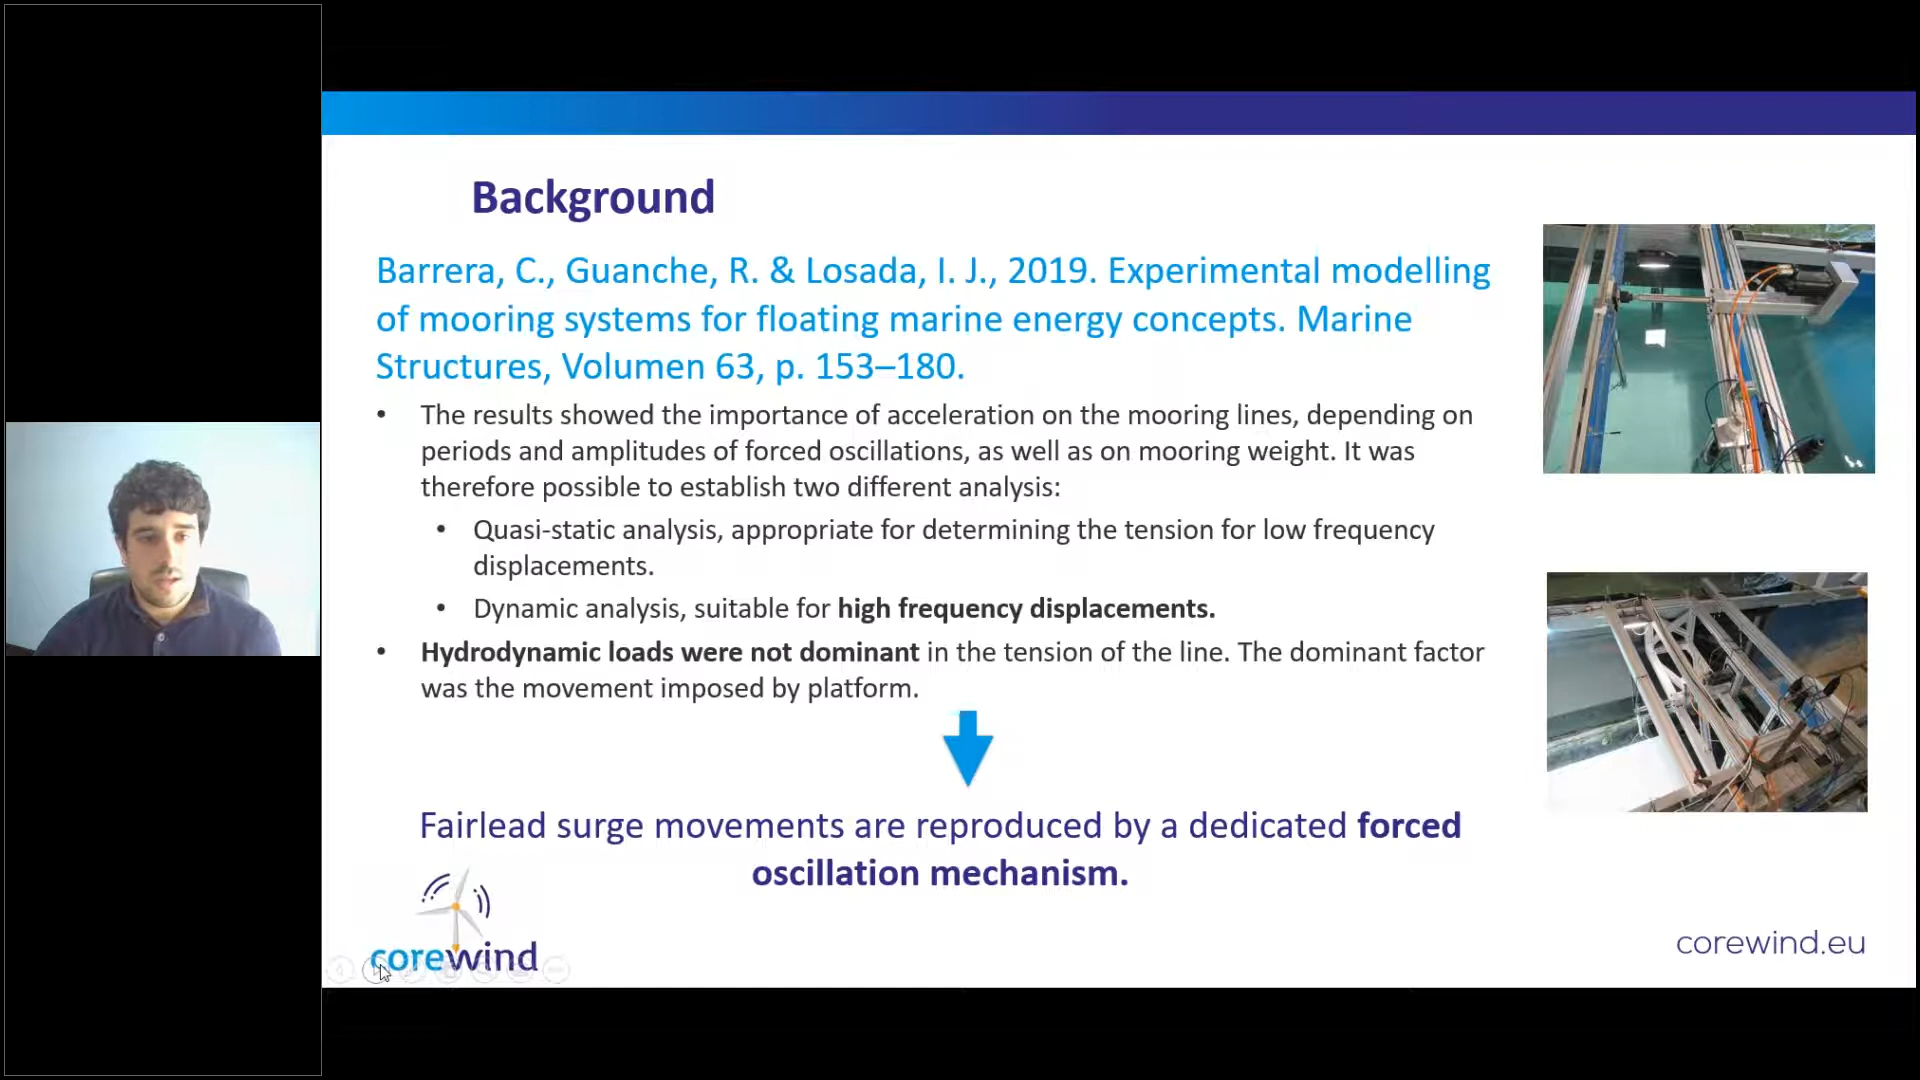 Background
Barrera, C., Guanche, R. & Losada, I. J., 2019. Experimental modelling
of mooring systems for floating marine energy concepts. Marine
Structures, Volumen 63, p. 153–180.
• The results showed the importance of acceleration on the mooring lines, depending on
periods and amplitudes of forced oscillations, as well as on mooring weight. It was
therefore possible to establish two different analysis:
• Quasi-static analysis, appropriate for determining the tension for low frequency
displacements.
• Dynamic analysis, suitable for high frequency displacements.
• Hydrodynamic loads were not dominant in the tension of the line. The dominant factor
was the movement imposed by platform.
Fairlead surge movements are reproduced by a dedicated forced
oscillation mechanism.
corewind
corewind.eu